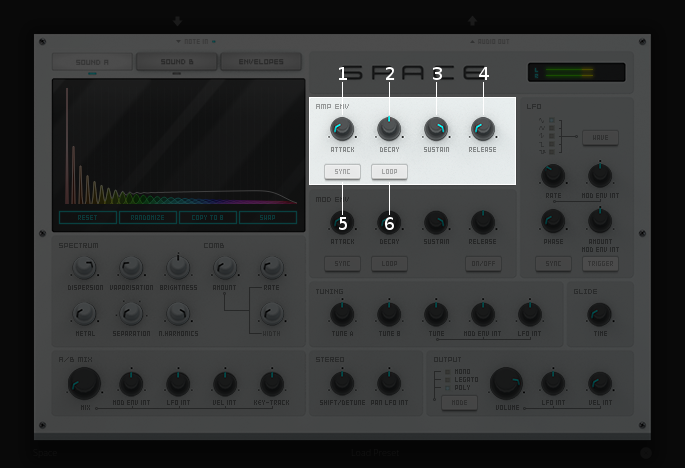 NOTE IN
AUDIO OUT
SOUND A
SOUND B
ENVELOPES
SPACE
L
R
1
2
3
4
AMP ENV
ATTACK
DECAY
SUSTAIN
RELEASE
SYNC
LOOP
5
6
LFO
WAVE
RATE
MOD ENV INT
PHASE
AMOUNT
MOD ENV INT
SYNC
TRIGGER
RESET
RANDOMIZE
COPY TO B
SWAP
MOD ENV
ATTACK
DECAY
SUSTAIN
RELEASE
SYNC
LOOP
ON/OFF
SPECTRUM
COMB
DISPERSION
VAPORISATION
BRIGHTNESS
AMOUNT
RATE
METAL
SEPARATION
N.HARMONICS
WIDTH
TUNING
TUNE A
TUNE B
TUNE
MOD ENV INT
LFO INT
GLIDE
TIME
A/B MIX
MIX
MOD ENV INT
LFO INT
VEL INT
KEY-TRACK
STEREO
SHIFT/DETUNE
PAN LFO INT
OUTPUT
MONO
LEGATO
POLY
MODE
VOLUME
LFO INT
VEL INT